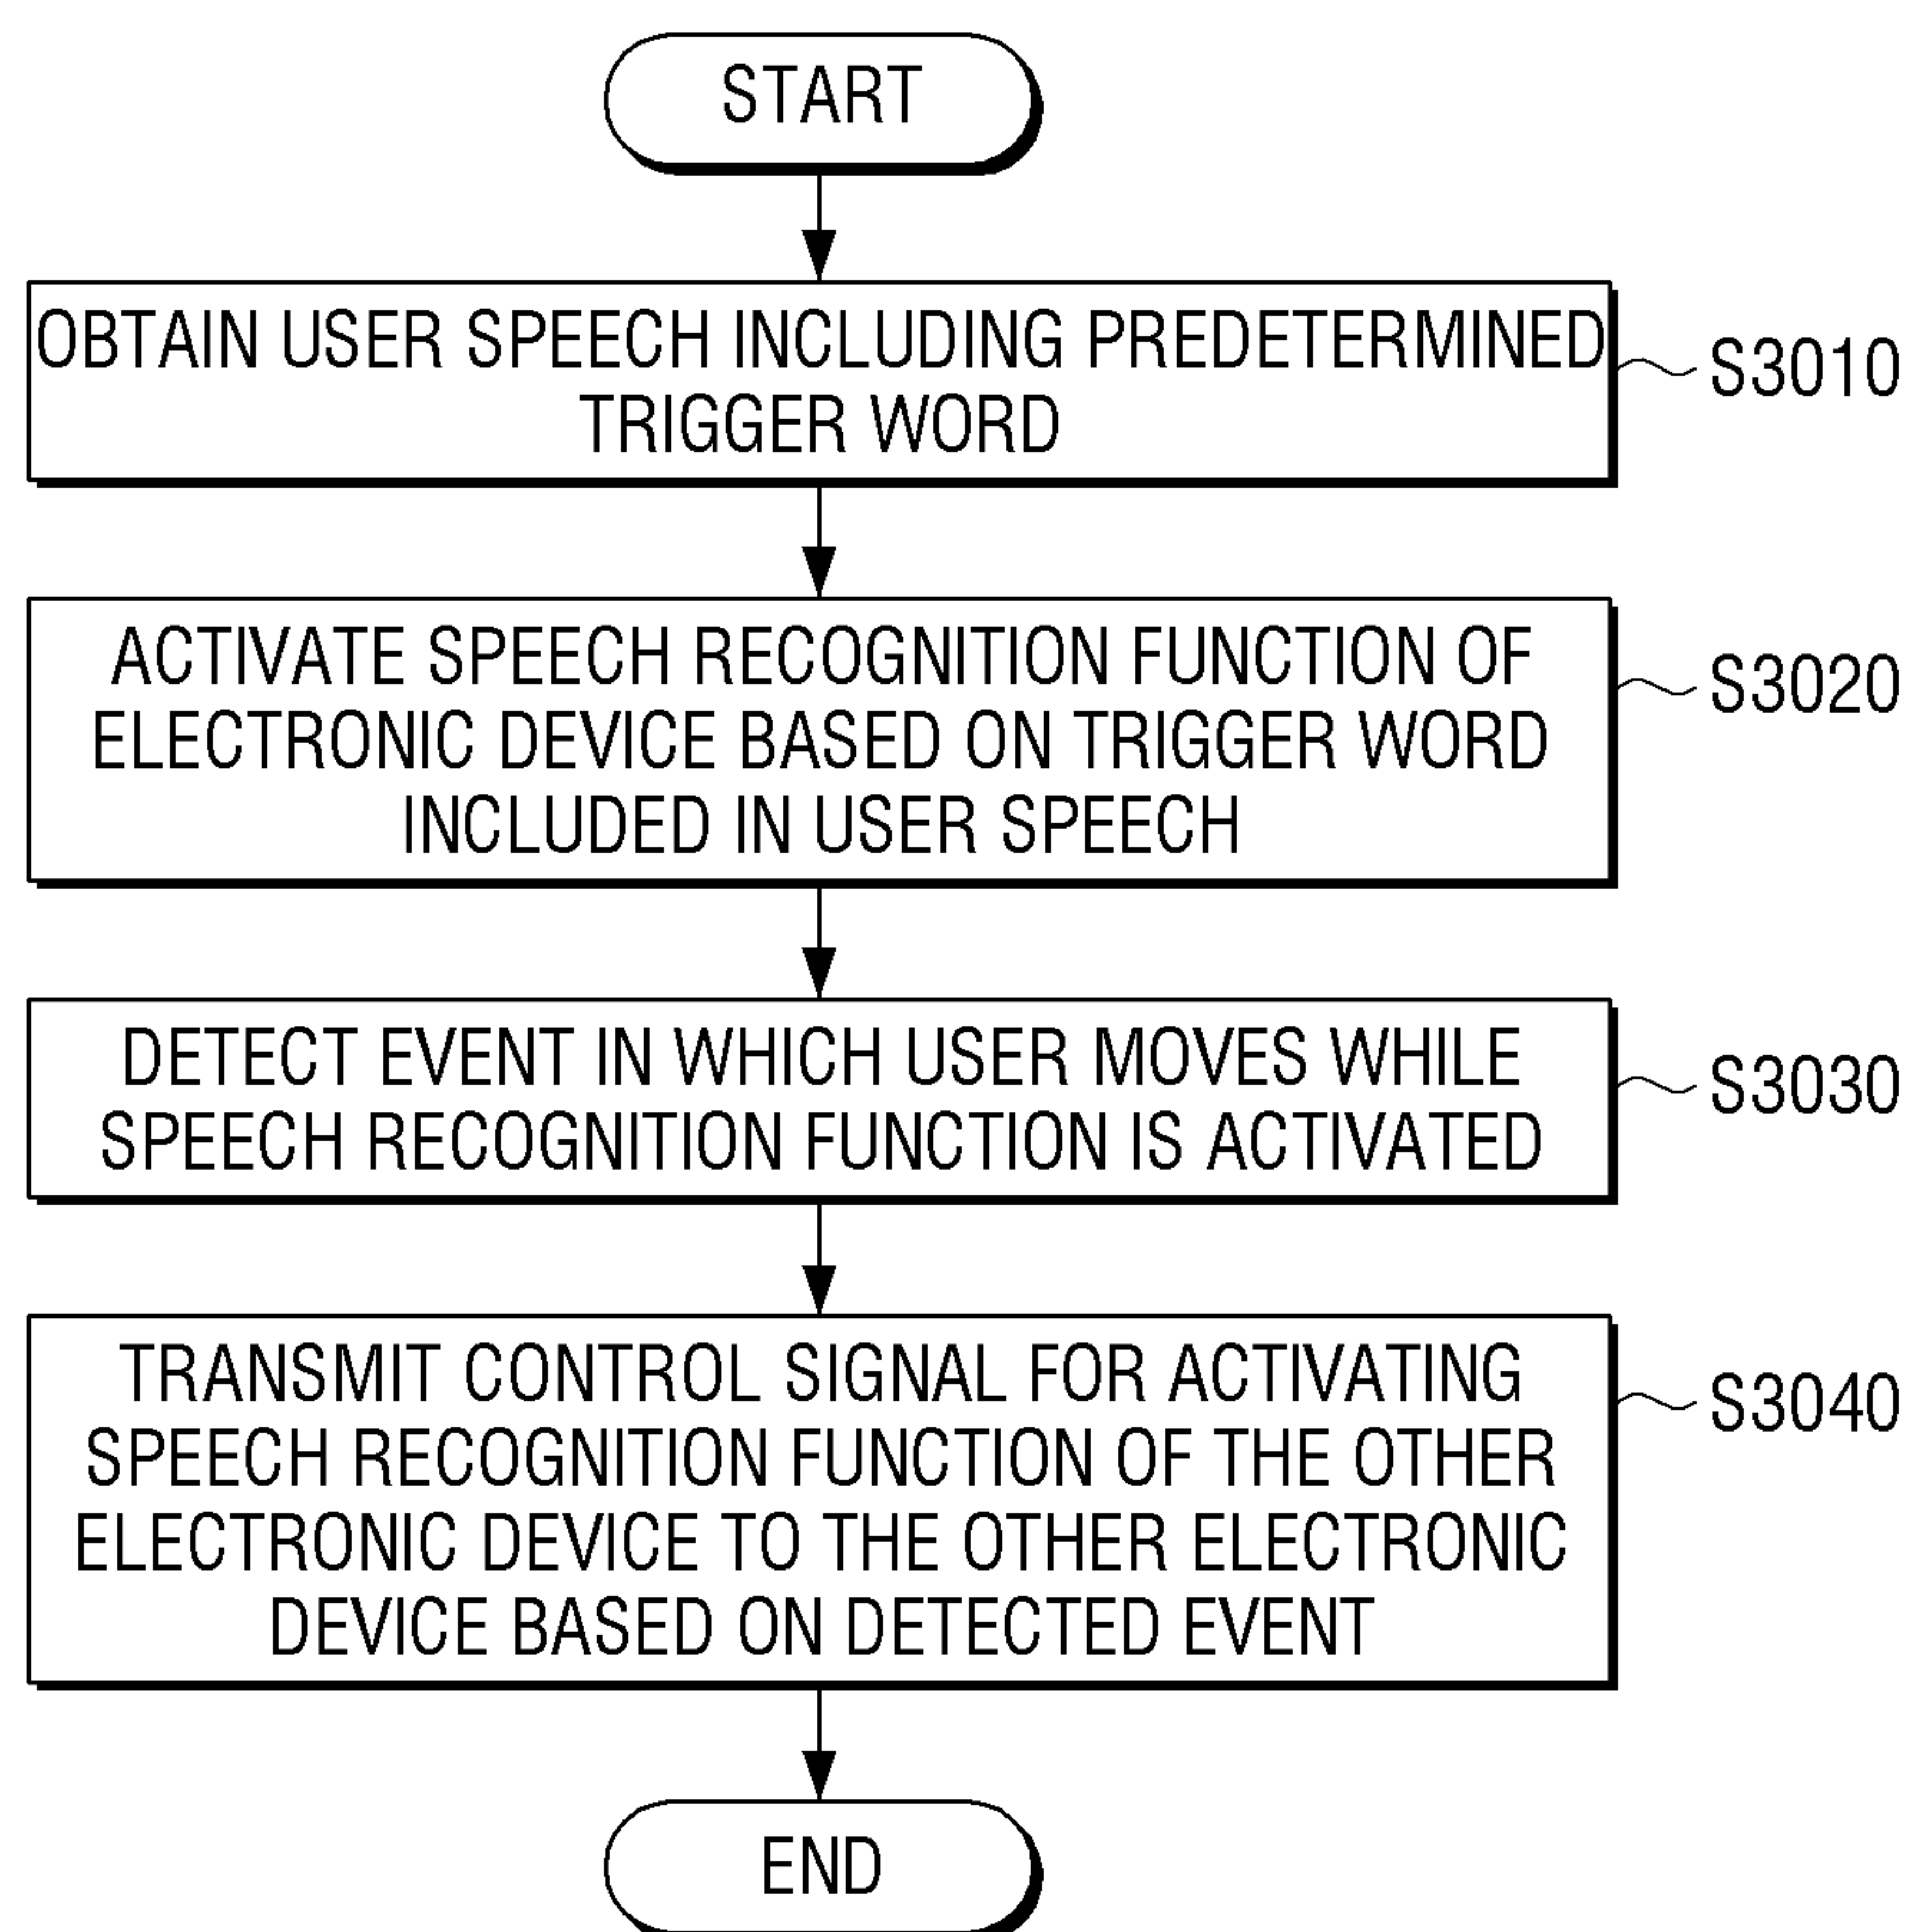 START
OBTAIN USER SPEECH INCLUDING PREDETERMINED
TRIGGER WORD
S3010
ACTIVATE SPEECH RECOGNITION FUNCTION OF
ELECTRONIC DEVICE BASED ON TRIGGER WORD
INCLUDED IN USER SPEECH
S3020
DETECT EVENT IN WHICH USER MOVES WHILE
SPEECH RECOGNITION FUNCTION IS ACTIVATED
S3030
TRANSMIT CONTROL SIGNAL FOR ACTIVATING
SPEECH RECOGNITION FUNCTION OF THE OTHER
ELECTRONIC DEVICE TO THE OTHER ELECTRONIC
DEVICE BASED ON DETECTED EVENT
S3040
END